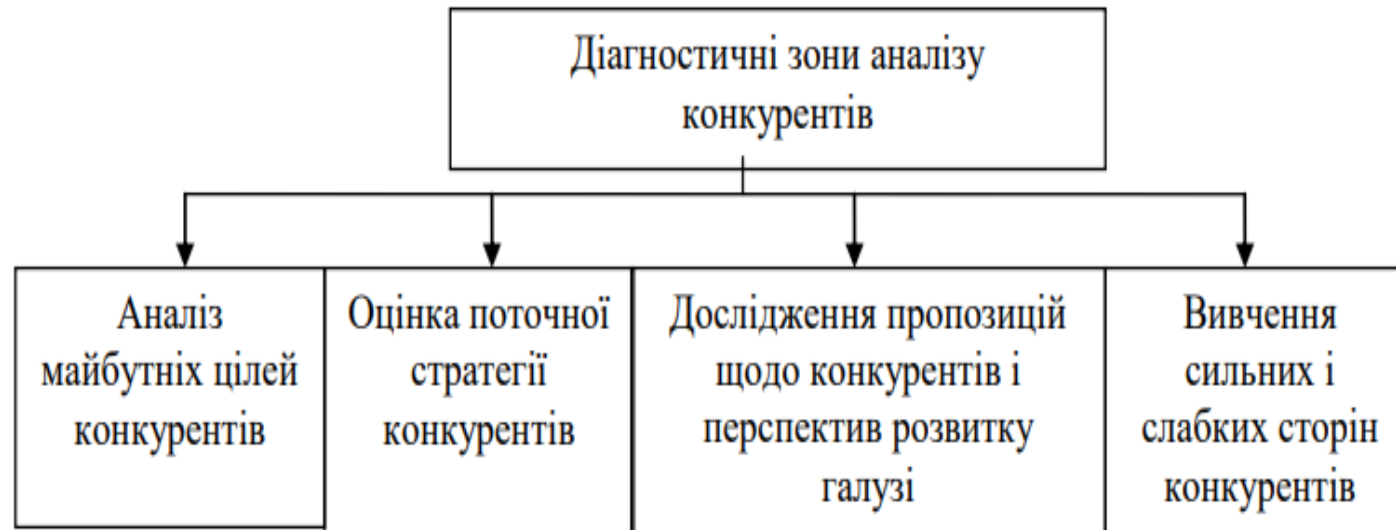 Діагностичні зони аналізу
конкурентів
Аналіз
майбутніх цілей
конкурентів
Оцінка поточної
стратегії
конкурентів
Дослідження пропозицій
щодо конкурентів і
перспектив розвитку
галузі
Вивчення
сильних і
слабких сторін
конкурентів